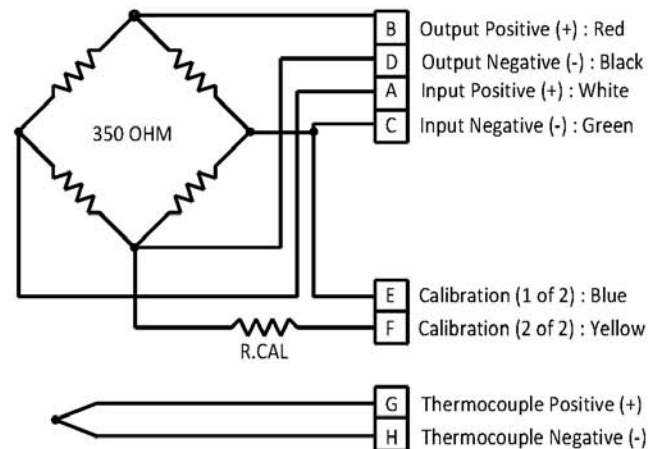 B Output Positive (+) : Red
D Output Negative (-) : Black
A Input Positive (+) : White
C Input Negative (-) : Green
350 OHM
E Calibration (1 of 2) : Blue
F Calibration (2 of 2) : Yellow
R.CAL
G Thermocouple Positive (+)
H Thermocouple Negative (-)